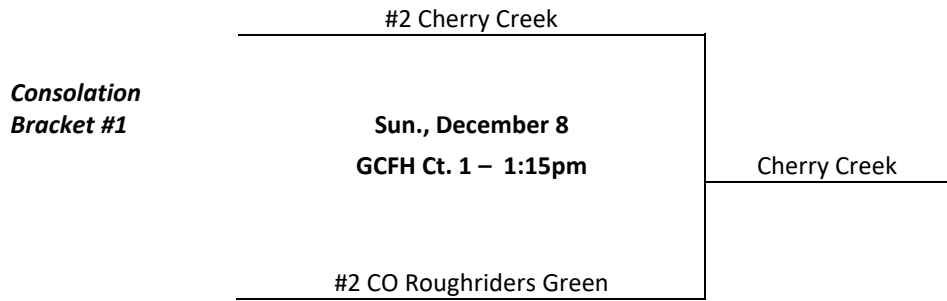 #2 Cherry Creek
Consolation
Bracket #1
Sun., December 8
GCFH Ct. 1 – 1:15pm
Cherry Creek
#2 CO Roughriders Green